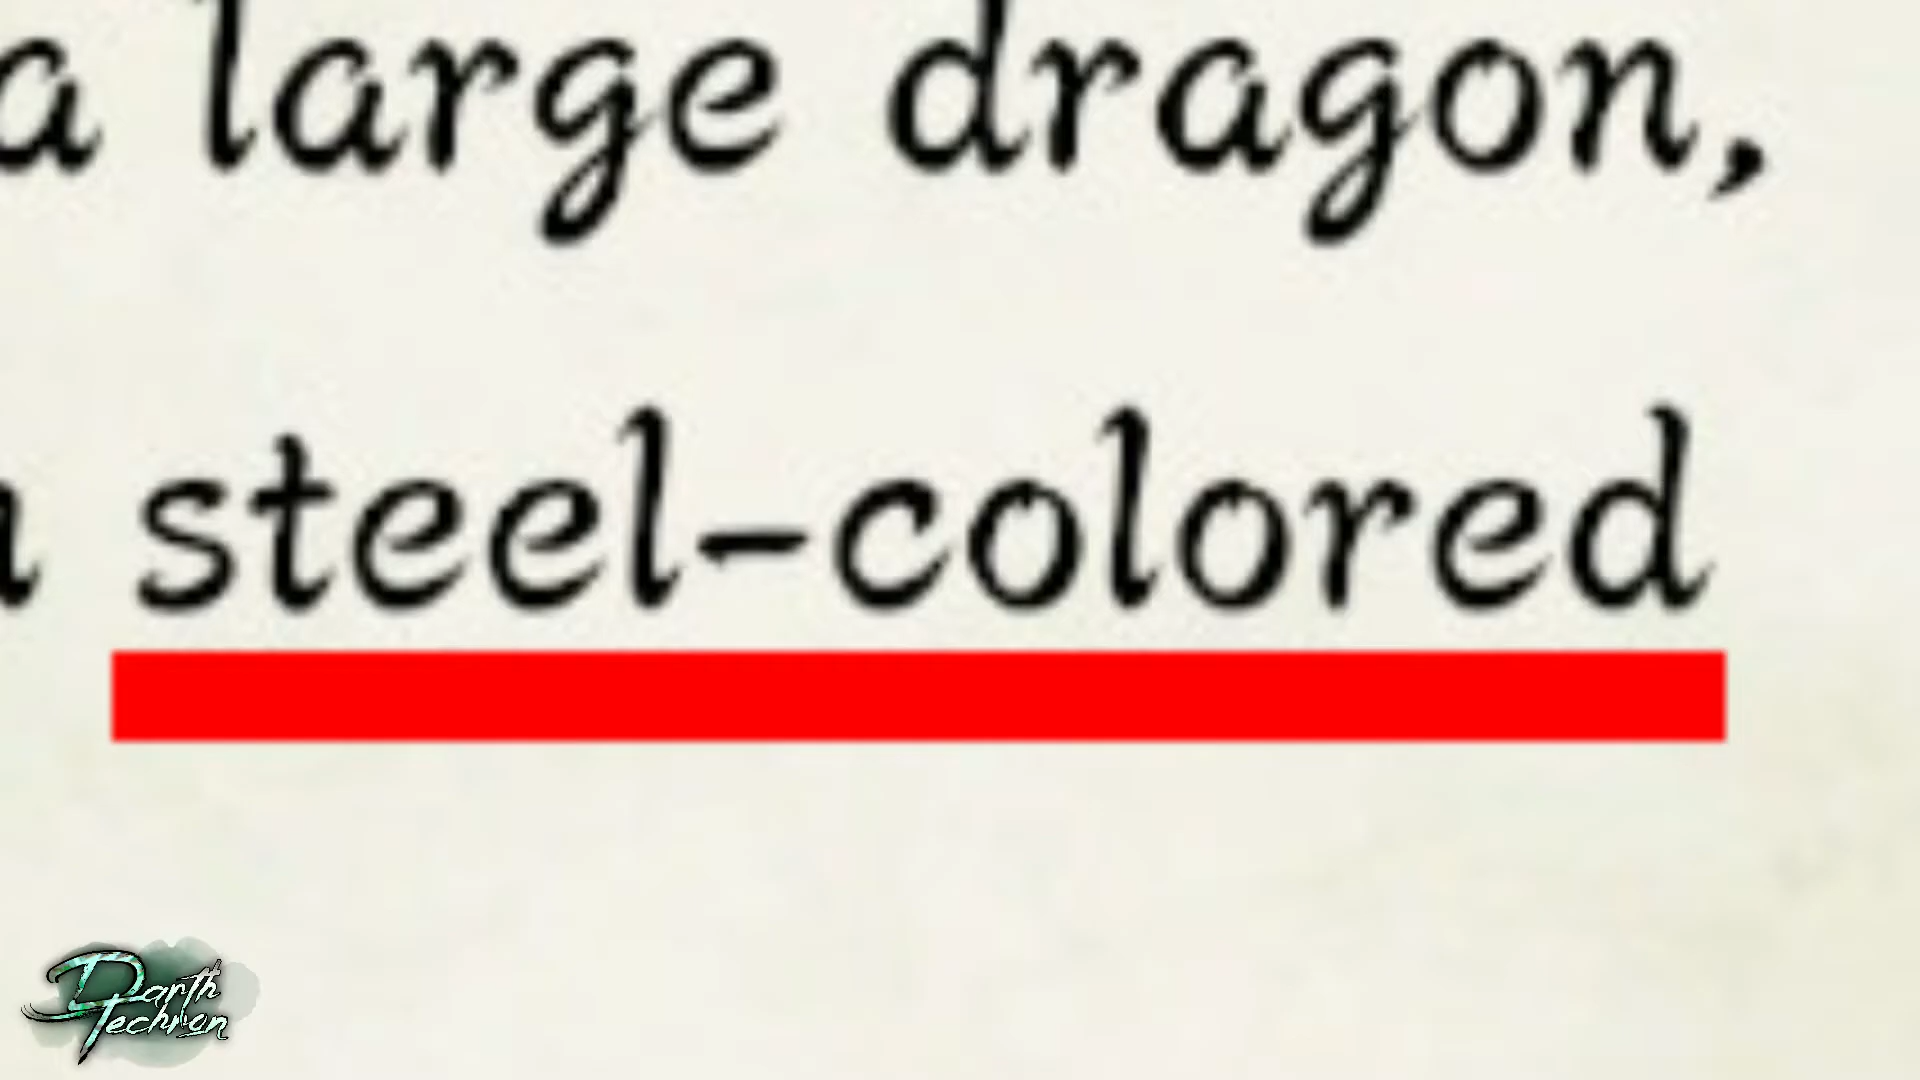 a large dragon,
steel-colored
Darth
Techron